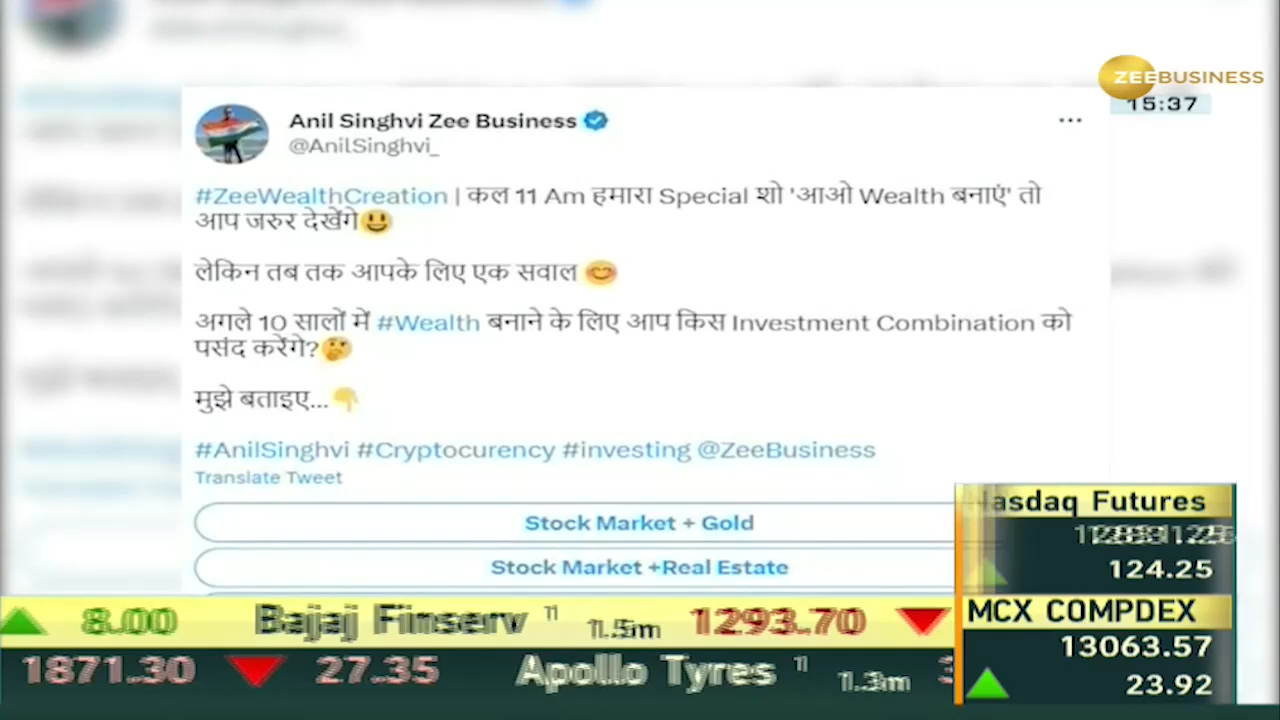 ZEEBUSINESS
15:37
Anil Singhvi Zee Business
@AnilSinghvi_
#ZeeWealthCreation | कल 11 Am हमारा Special शो 'आओ Wealth बनाएं' तो
आप जरुर देखेंगे😃
लेकिन तब तक आपके लिए एक सवाल 😊
अगले 10 सालों में #Wealth बनाने के लिए आप किस Investment Combination को
पसंद करेंगे?🤔
मुझे बताइए...👇
#AnilSinghvi #Cryptocurency #investing @ZeeBusiness
Translate Tweet
Stock Market + Gold
Stock Market +Real Estate
Nasdaq Futures
124.25
MCX COMPDEX
13063.57
23.92
8.00 Bajaj Finserv 1.5m 1293.70
1871.30 27.35 Apollo Tyres 1.3m